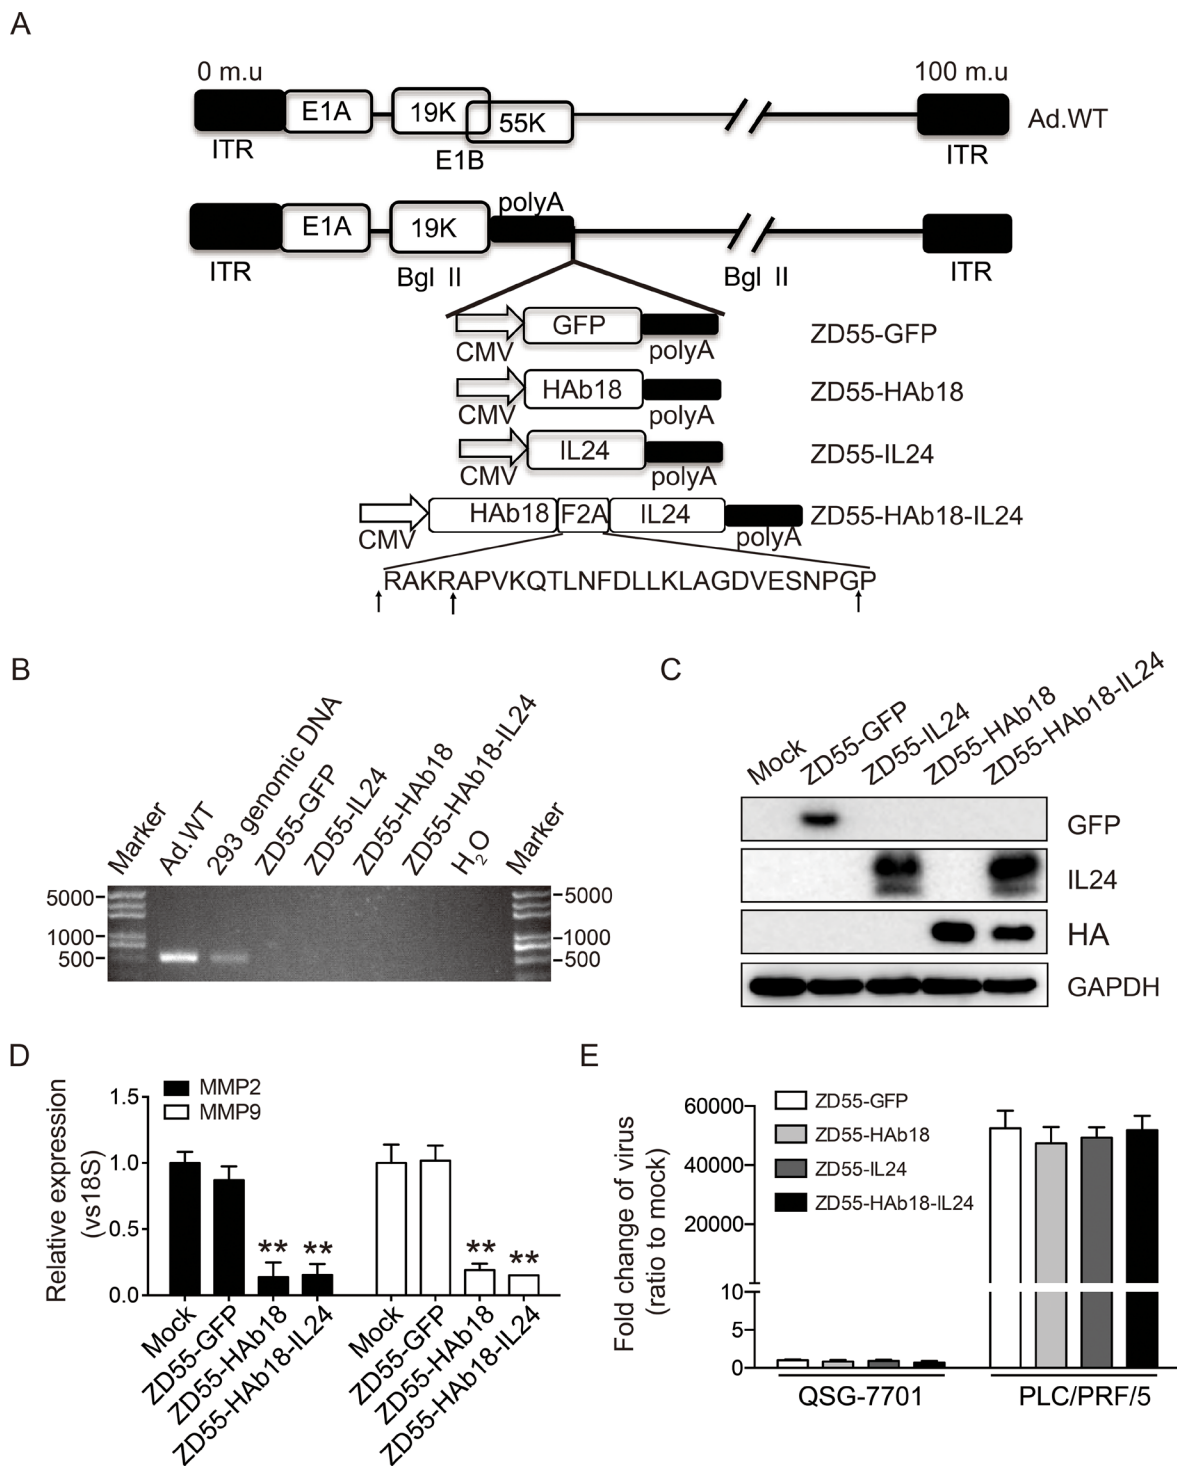 A
0 m.u
100 m.u
E1A
19K
55K
Ad.WT
ITR
E1B
ITR
polyA
E1A
19K
ITR
Bgl II
Bgl II
ITR
GFP
CMV
polyA
ZD55-GFP
HAb18
CMV
polyA
ZD55-HAb18
IL24
CMV
polyA
ZD55-IL24
HAb18 F2A IL24
CMV
polyA
ZD55-HAb18-IL24
RAKRAPVKQTLNFDLLKLAGDVESNPGP
B
Marker
Ad.WT
293 genomic DNA
ZD55-GFP
ZD55-IL24
ZD55-HAb18
ZD55-HAb18-IL24
H2O
Marker
5000
1000
500
5000
1000
500
C
Mock
ZD55-GFP
ZD55-IL24
ZD55-HAb18
ZD55-HAb18-IL24
GFP
IL24
HA
GAPDH
D
Relative expression
(vs18S)
1.5
1.0
0.5
0.0
MMP2
MMP9
** **
** **
Mock
ZD55-GFP
ZD55-HAb18
ZD55-HAb18-IL24
Mock
ZD55-GFP
ZD55-HAb18
ZD55-HAb18-IL24
E
Fold change of virus
(ratio to mock)
60000
40000
20000
10
5
0
ZD55-GFP
ZD55-HAb18
ZD55-IL24
ZD55-HAb18-IL24
QSG-7701
PLC/PRF/5